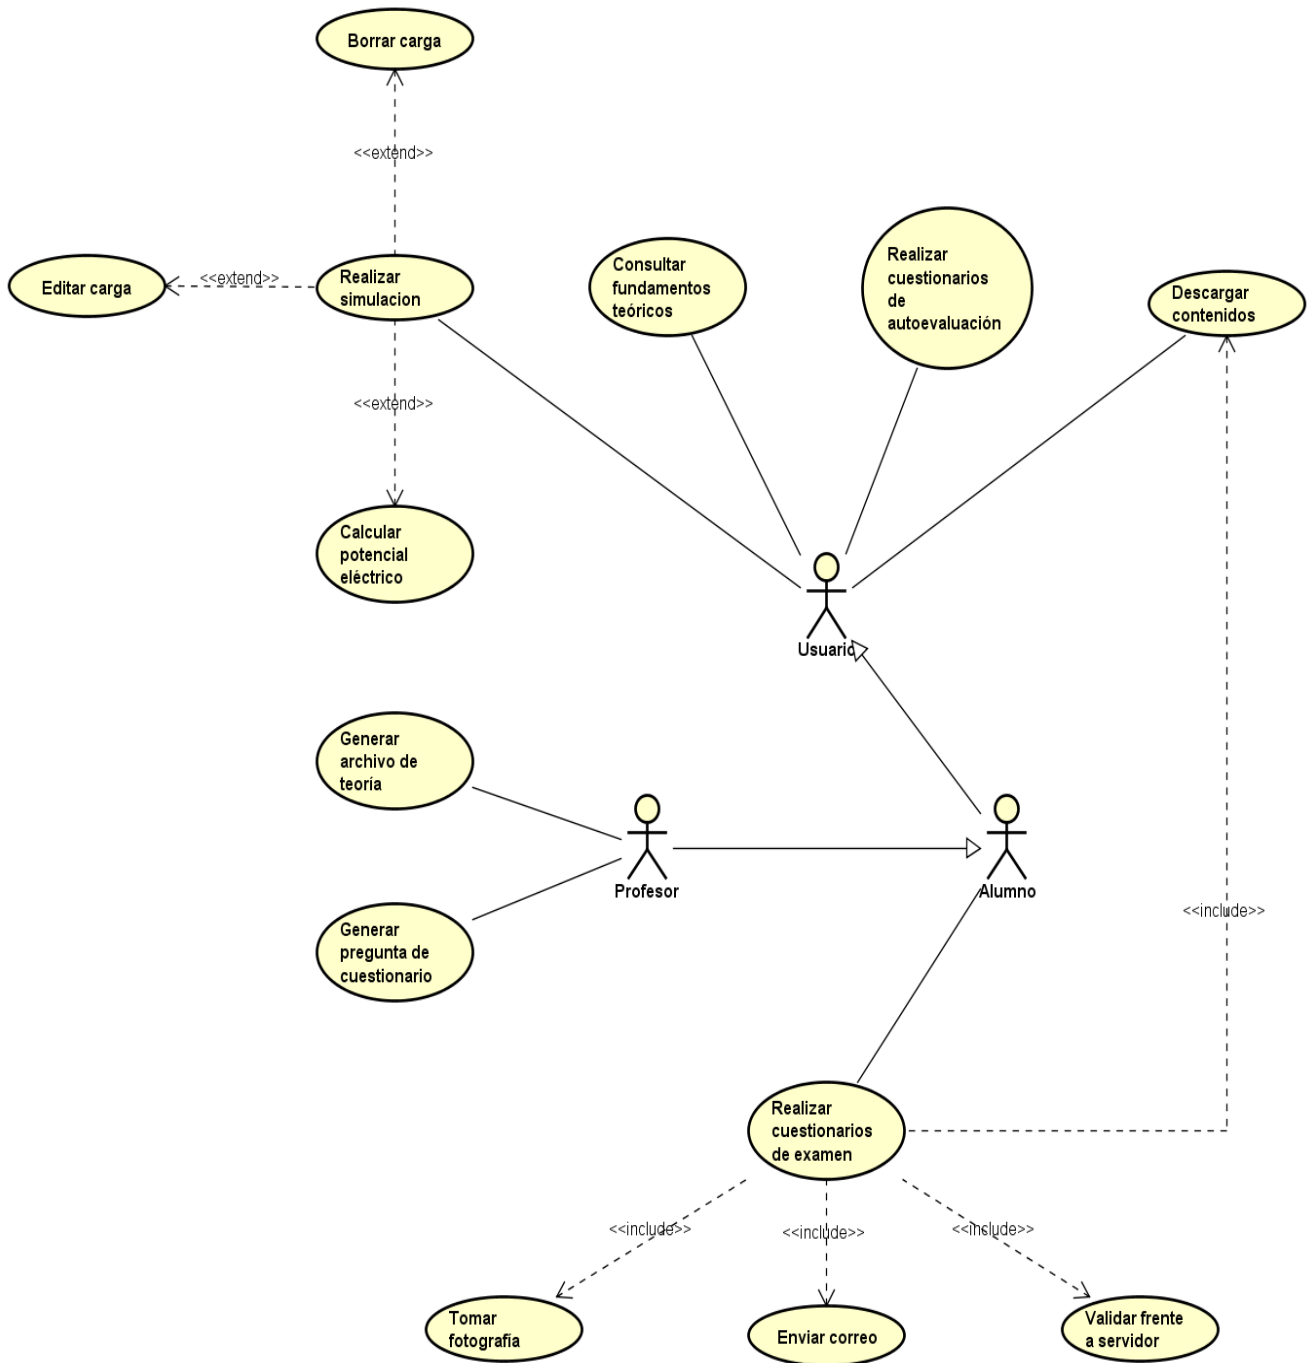 Borrar carga
<<extend>>
Editar carga
<<extend>>
Realizar
simulacion
Consultar
fundamentos
teóricos
Realizar
cuestionarios
de
autoevaluación
Descargar
contenidos
<<extend>>
Calcular
potencial
eléctrico
Usuario
Generar
archivo de
teoría
Profesor
Alumno
Generar
pregunta de
cuestionario
<<include>>
Realizar
cuestionarios
de examen
<<include>>
<<include>>
<<include>>
Tomar
fotografía
Enviar correo
Validar frente
a servidor